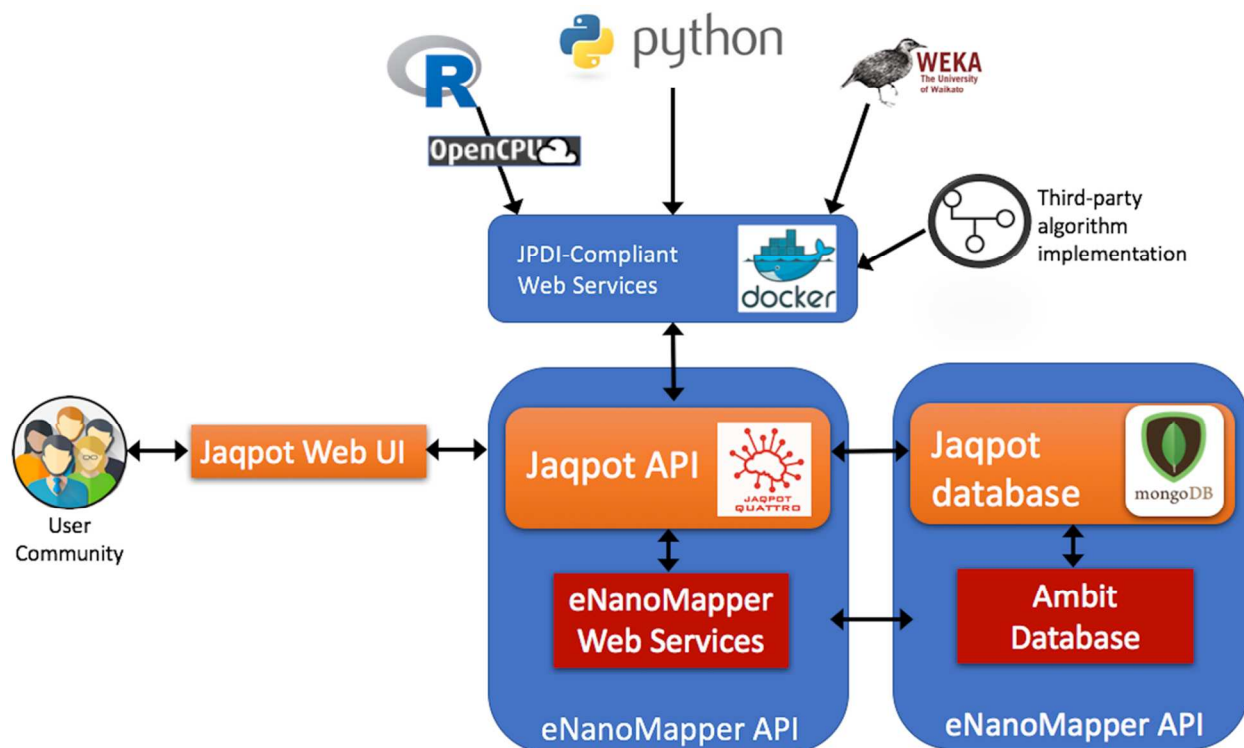 python
R
WEKA
The University
of Waikato
OpenCPU
Third-party
algorithm
implementation
JPDI-Compliant
Web Services
docker
Jaqpot Web UI
User
Community
Jaqpot API
JAQPOT
QUATTRO
Jaqpot
database
mongoDB
eNanoMapper
Web Services
Ambit
Database
eNanoMapper API
eNanoMapper API